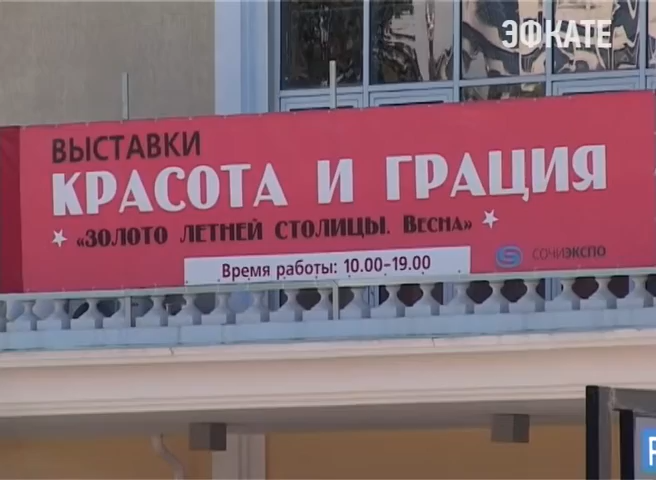 ЭФКАТЕ
ВЫСТАВКИ
КРАСОТА И ГРАЦИЯ
«ЗОЛОТО ЛЕТНЕЙ СТОЛИЦЫ. ВЕСНА»
Время работы: 10.00-19.00
СОЧИЭКСПО